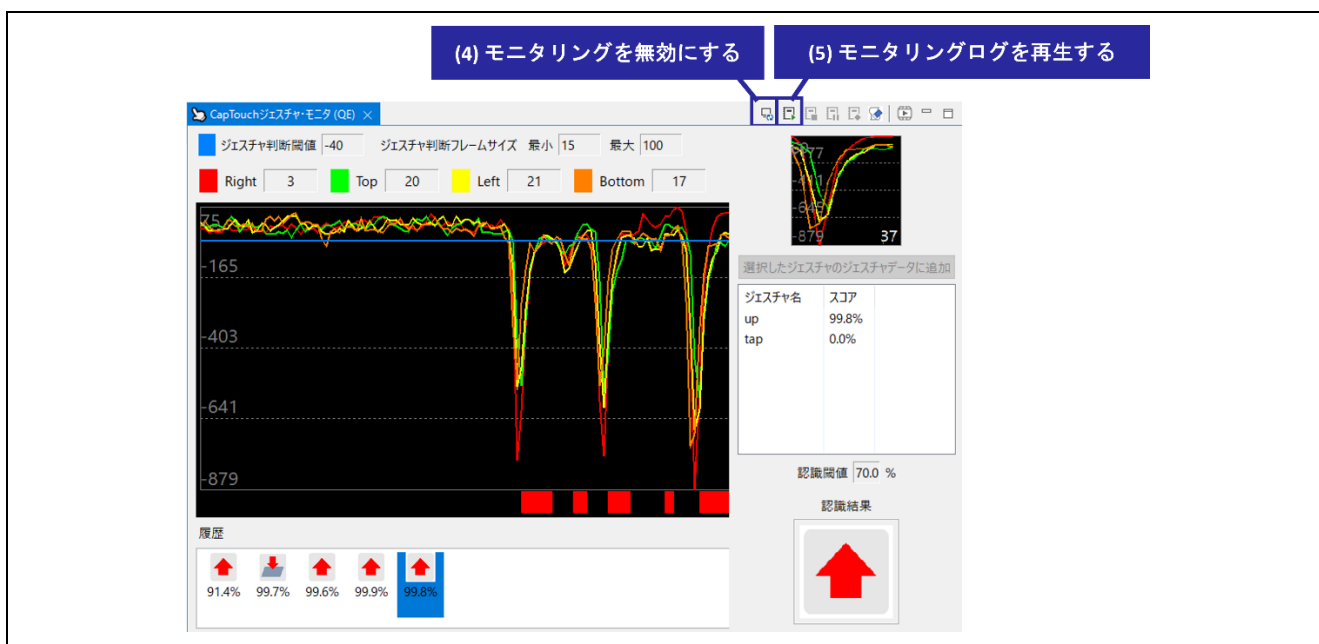 (4) モニタリングを無効にする
(5) モニタリングログを再生する
CapTouchジェスチャ・モニタ (QE)
ジェスチャ判断閾値 -40 ジェスチャ判断フレームサイズ 最小 15 最大 100
Right 3 Top 20 Left 21 Bottom 17
75
-165
-403
-641
-879
-411
-645
-879
37
選択したジェスチャのジェスチャデータに追加
ジェスチャ名 スコア
up 99.8%
tap 0.0%
認識閾値 70.0 %
認識結果
履歴
91.4% 99.7% 99.6% 99.9% 99.8%